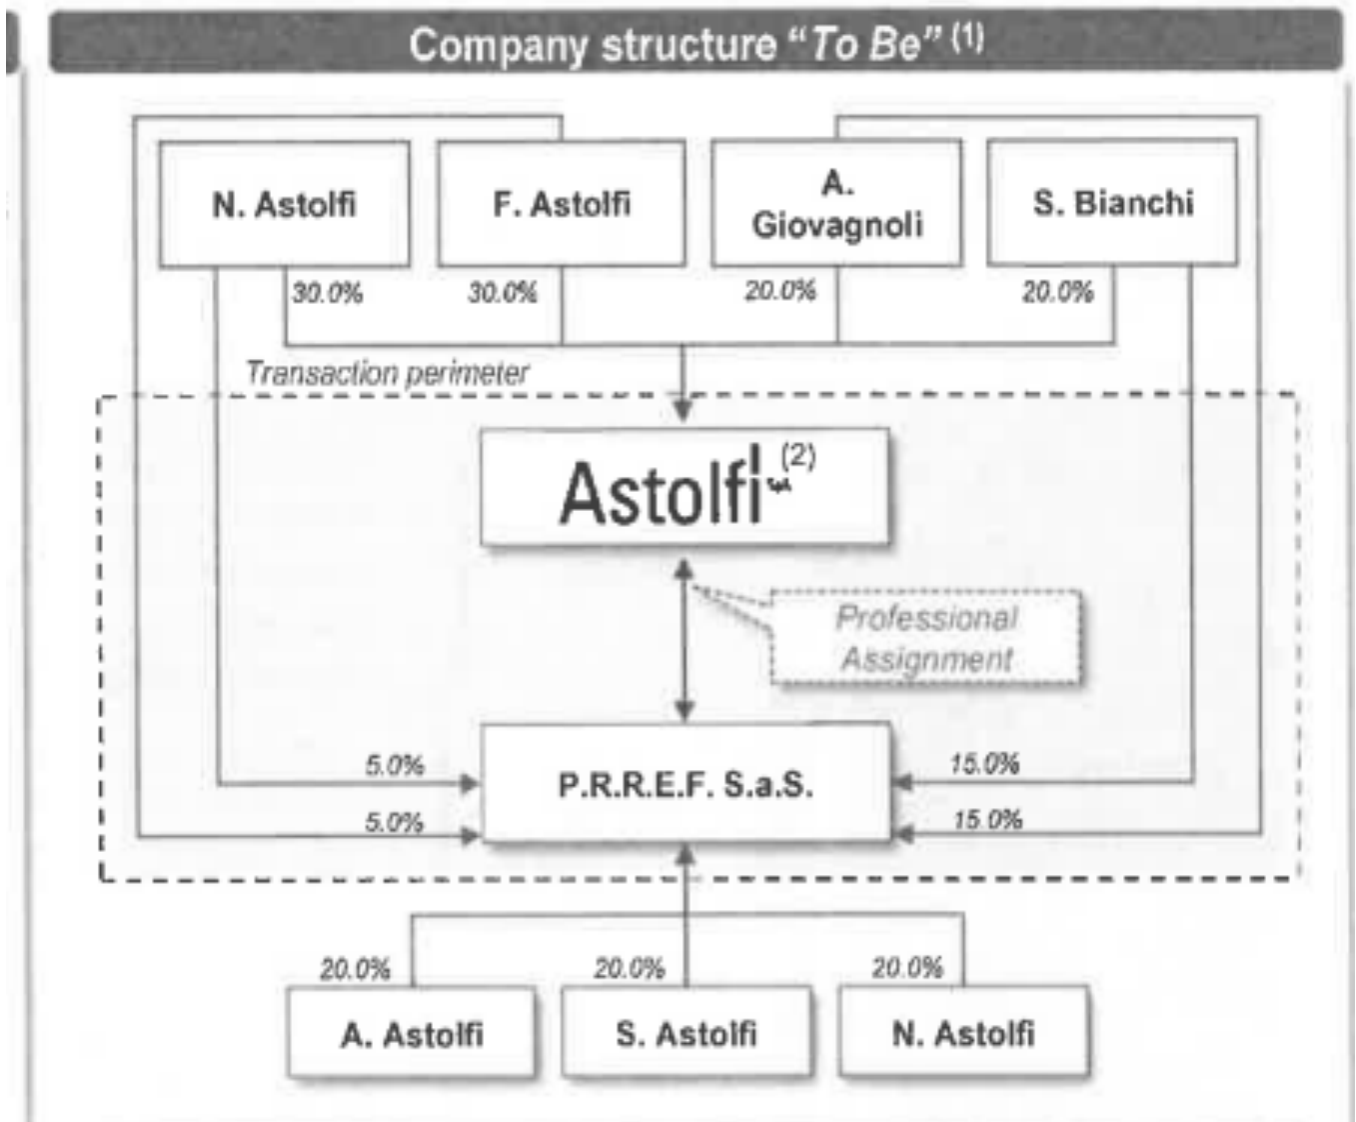 Company structure “To Be” (1)
N. Astolfi
F. Astolfi
A.
Giovagnoli
S. Bianchi
30.0%
30.0%
20.0%
20.0%
Transaction perimeter
Astolfi (2)
Professional
Assignment
5.0%
P.R.R.E.F. S.a.S.
15.0%
5.0%
15.0%
20.0%
20.0%
20.0%
A. Astolfi
S. Astolfi
N. Astolfi